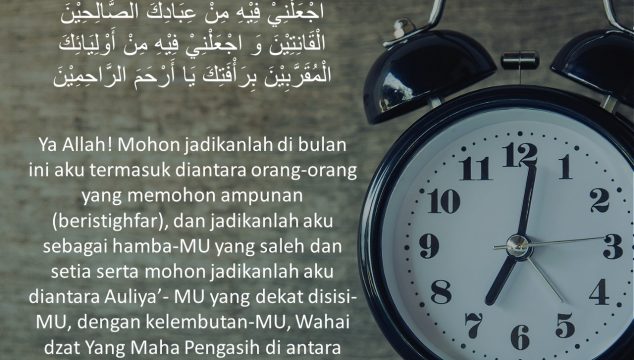 اجْعَلْنِيْ فِيْهِ مِنْ عِبَادِكَ الصَّالِحِيْنَ
الْقَانِتِيْنَ وَ اجْعَلْنِيْ فِيْهِ مِنْ أَوْلِيَائِكَ
الْمُقَرَّبِيْنَ بِرَأْفَتِكَ يَا أَرْحَمَ الرَّاحِمِيْنَ
Ya Allah! Mohon jadikanlah di bulan
ini aku termasuk diantara orang-orang
yang memohon ampunan
(beristighfar), dan jadikanlah aku
sebagai hamba-MU yang saleh dan
setia serta mohon jadikanlah aku
diantara Auliya’- MU yang dekat disisi-
MU, dengan kelembutan-MU, Wahai
dzat Yang Maha Pengasih di antara
12
1
2
3
4
5
6
7
8
9
10
11